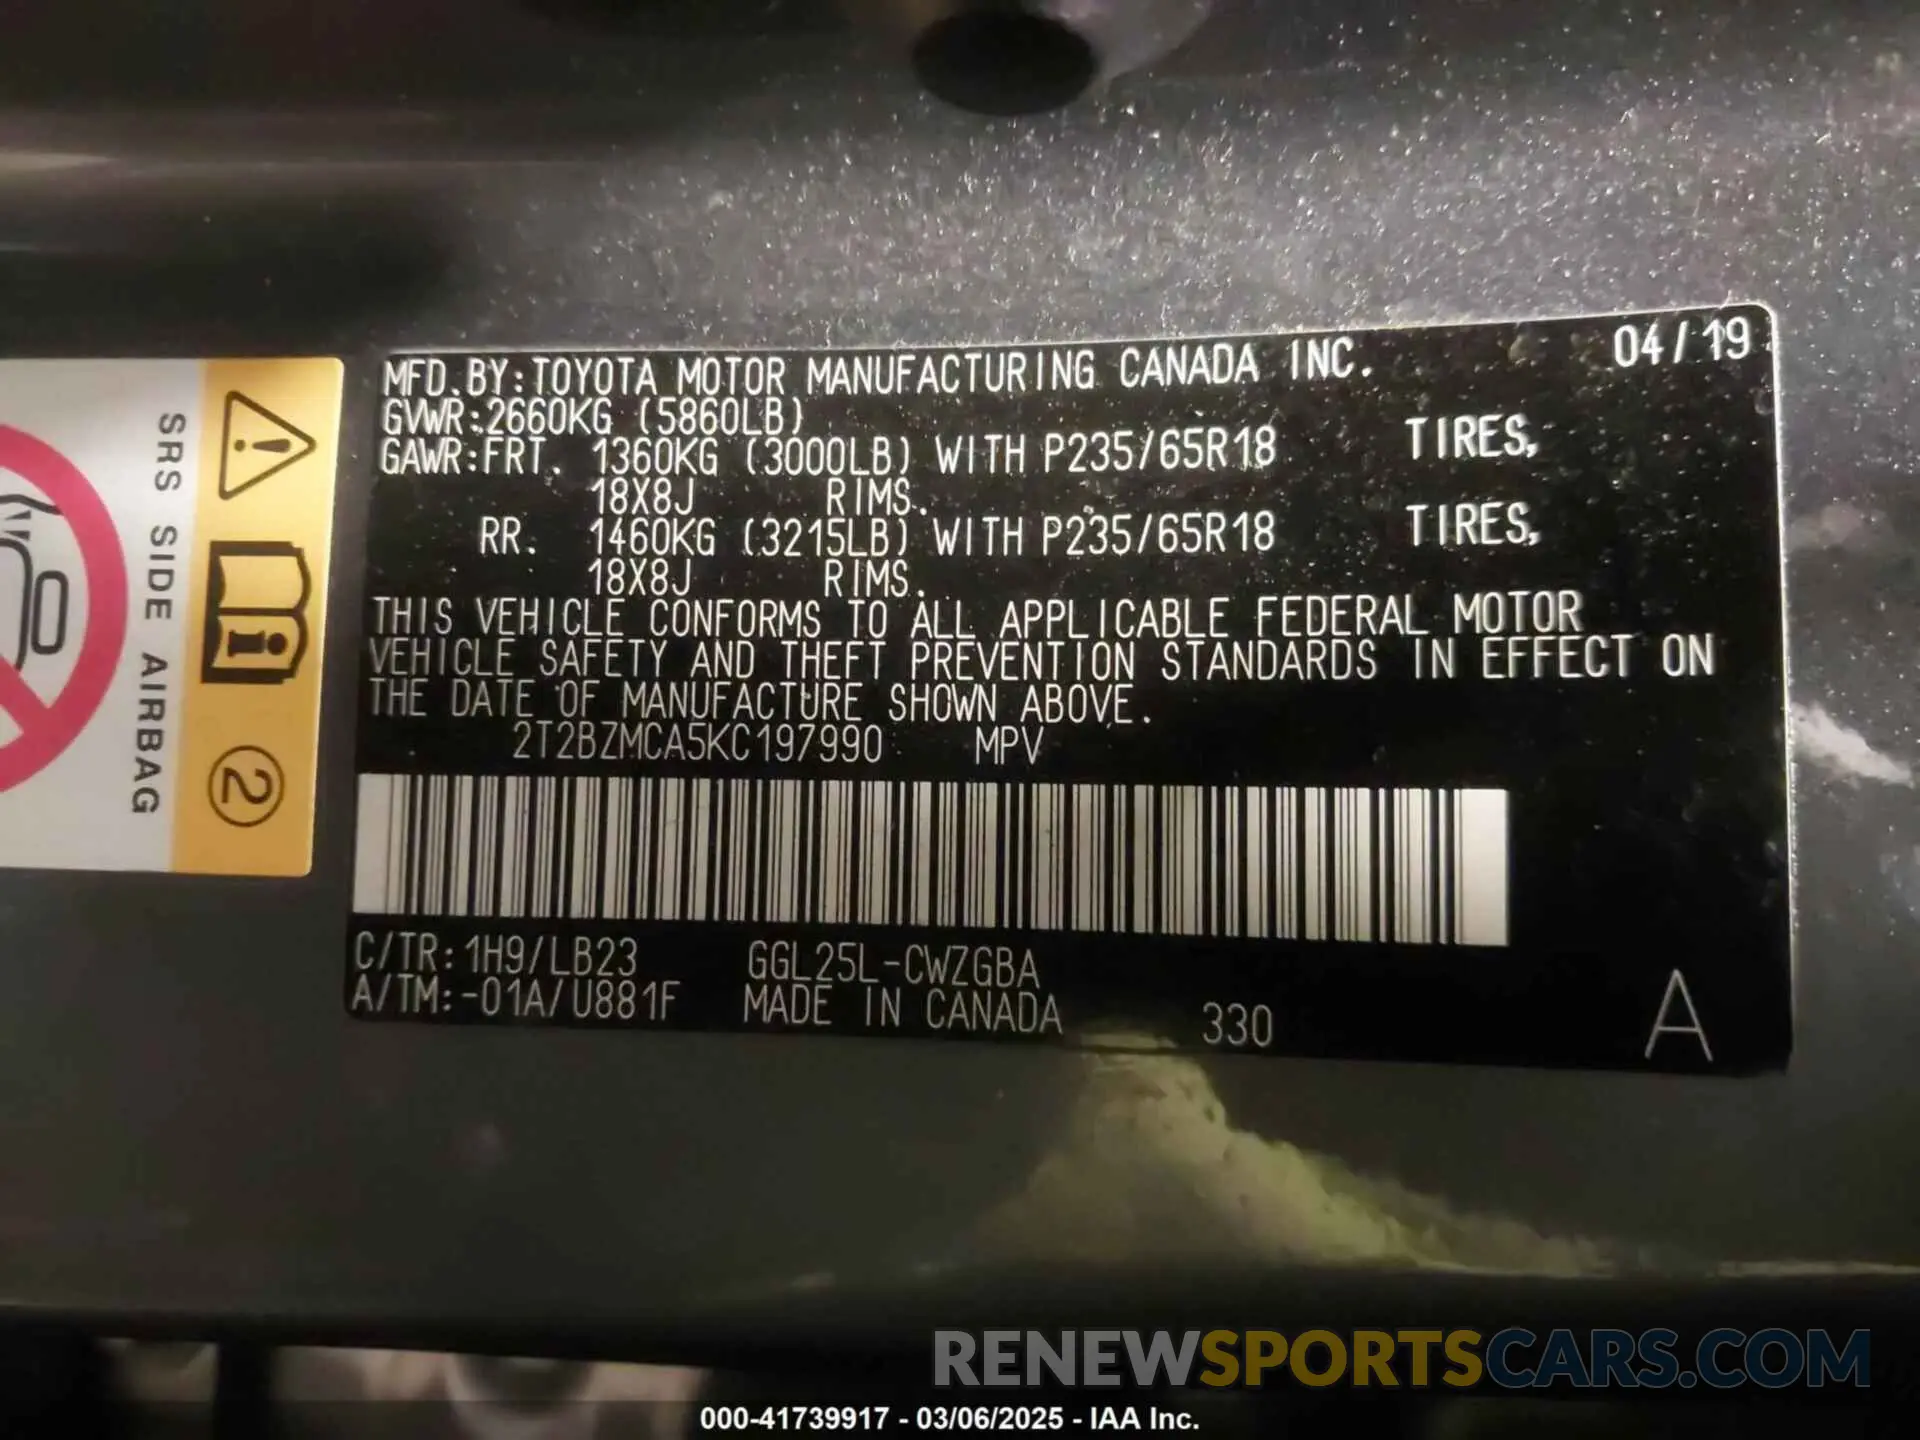 MFD.BY:TOYOTA MOTOR MANUFACTURING CANADA INC. 04/19
GVWR:2660KG (5860LB)
GAWR:FRT. 1360KG (3000LB) WITH P235/65R18 TIRES,
18X8J RIMS.
RR. 1460KG (3215LB) WITH P235/65R18 TIRES,
18X8J RIMS.
THIS VEHICLE CONFORMS TO ALL APPLICABLE FEDERAL MOTOR
VEHICLE SAFETY AND THEFT PREVENTION STANDARDS IN EFFECT ON
THE DATE OF MANUFACTURE SHOWN ABOVE.
2T2BZMCA5KC197990 MPV
C/TR:1H9/LB23 GGL25L-CWZGBA
A/TM:-01A/U881F MADE IN CANADA 330 A
SRS SIDE AIRBAG
2
RENEWSPORTSCARS.COM
000-41739917 - 03/06/2025 - IAA Inc.